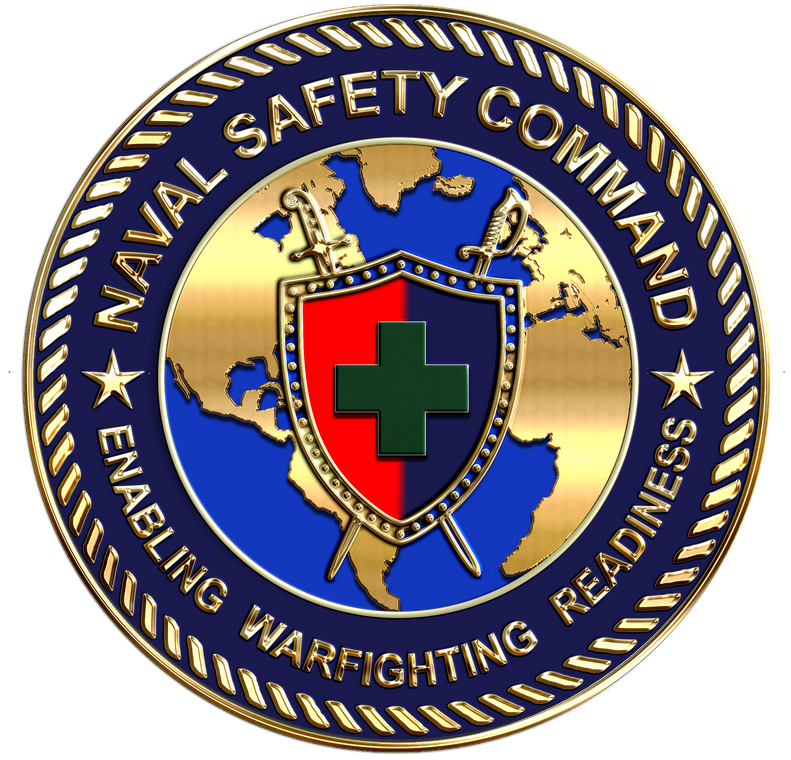 NAVAL SAFETY COMMAND
ENABLING WARFIGHTING READINESS